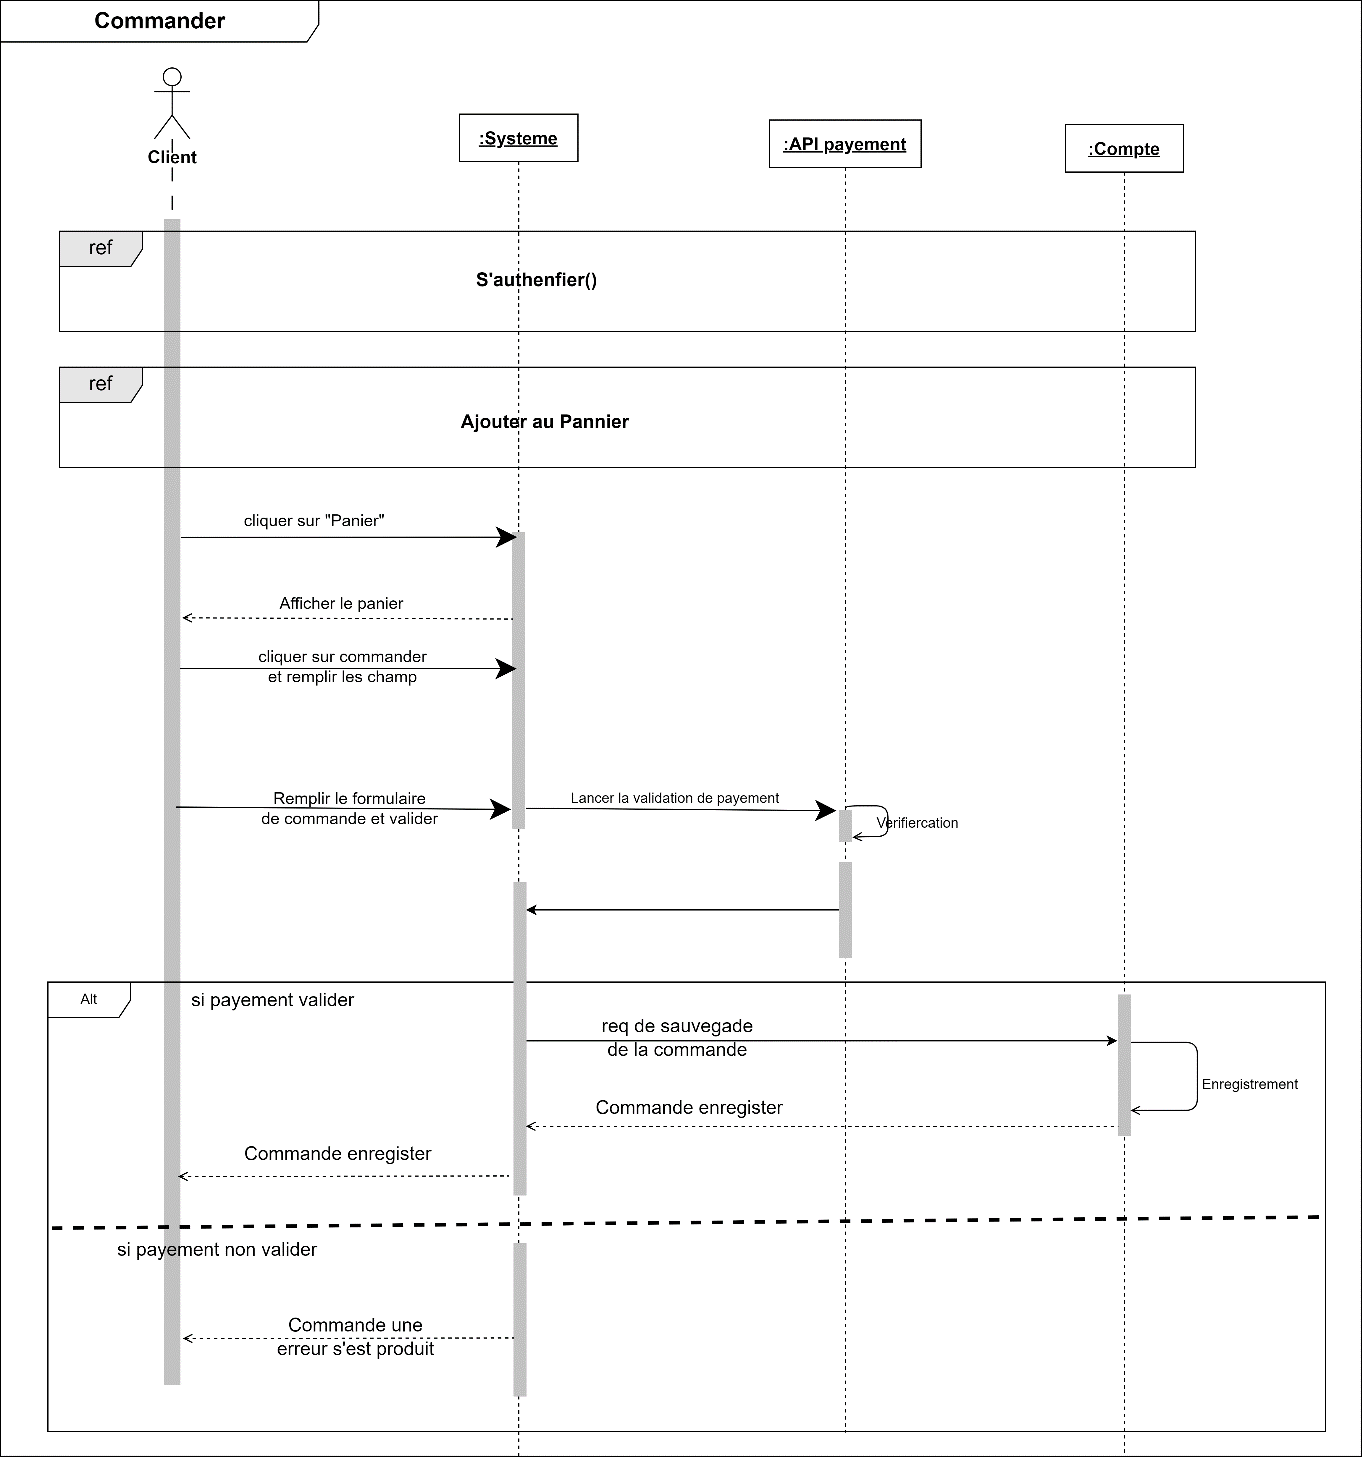 Commander
Client
:Systeme
:API payement
:Compte
ref
S'authenfier()
ref
Ajouter au Pannier
cliquer sur "Panier"
Afficher le panier
cliquer sur commander
et remplir les champ
Remplir le formulaire
de commande et valider
Lancer la validation de payement
Verifiercation
Alt
si payement valider
req de sauvegade
de la commande
Enregistrement
Commande enregister
Commande enregister
si payement non valider
Commande une
erreur s'est produit